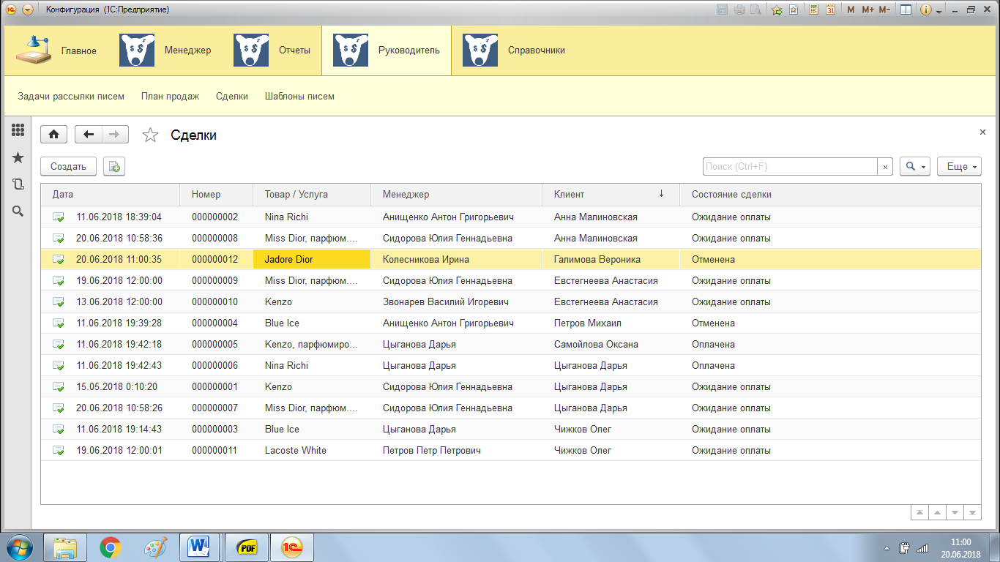 Конфигурация (1С:Предприятие)
M M+ M-
Главное Менеджер Отчеты Руководитель Справочники
Задачи рассылки писем План продаж Сделки Шаблоны писем
Сделки
Создать Поиск (Ctrl+F) Еще
Дата Номер Товар / Услуга Менеджер Клиент Состояние сделки
11.06.2018 18:39:04 000000002 Nina Richi Анищенко Антон Григорьевич Анна Малиновская Ожидание оплаты
20.06.2018 10:58:36 000000008 Miss Dior, парфюм.... Сидорова Юлия Геннадьевна Анна Малиновская Ожидание оплаты
20.06.2018 11:00:35 000000012 Jadore Dior Колесникова Ирина Галимова Вероника Отменена
19.06.2018 12:00:00 000000009 Miss Dior, парфюм.... Сидорова Юлия Геннадьевна Евстегнеева Анастасия Ожидание оплаты
13.06.2018 12:00:00 000000010 Kenzo Звонарев Василий Игоревич Евстегнеева Анастасия Ожидание оплаты
11.06.2018 19:39:28 000000004 Blue Ice Анищенко Антон Григорьевич Петров Михаил Отменена
11.06.2018 19:42:18 000000005 Kenzo, парфюмиро... Цыганова Дарья Самойлова Оксана Оплачена
11.06.2018 19:42:43 000000006 Nina Richi Цыганова Дарья Цыганова Дарья Оплачена
15.05.2018 0:10:20 000000001 Kenzo Сидорова Юлия Геннадьевна Цыганова Дарья Ожидание оплаты
20.06.2018 10:58:26 000000007 Miss Dior, парфюм.... Сидорова Юлия Геннадьевна Цыганова Дарья Ожидание оплаты
11.06.2018 19:14:43 000000003 Blue Ice Цыганова Дарья Чижков Олег Ожидание оплаты
19.06.2018 12:00:01 000000011 Lacoste White Петров Петр Петрович Чижков Олег Ожидание оплаты
PDF 1С 11:00
20.06.2018